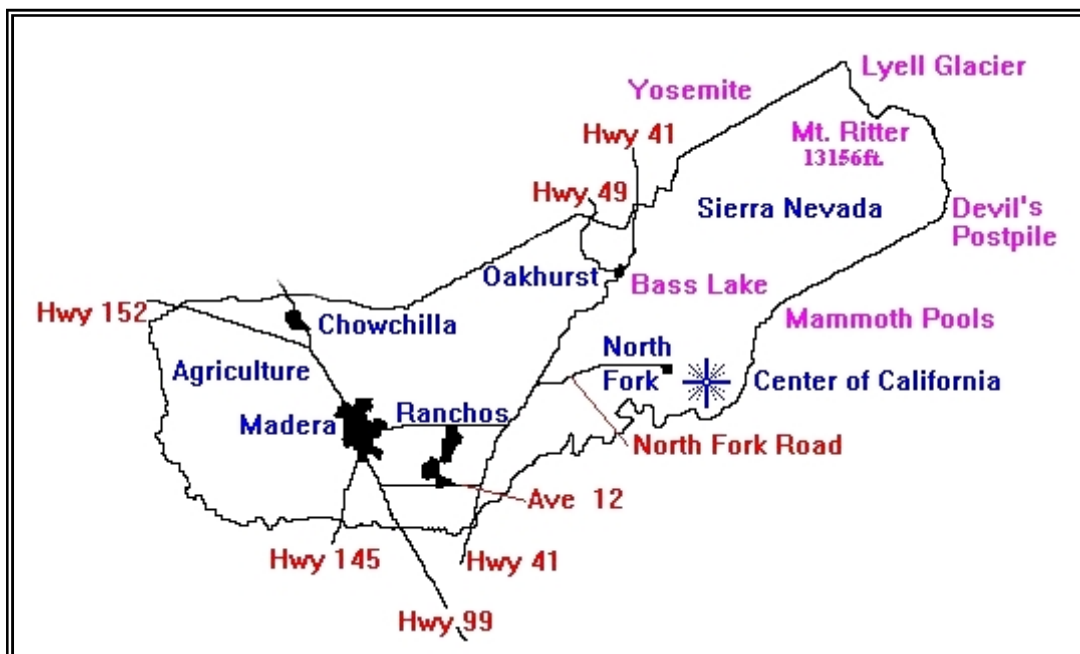 Lyell Glacier
Yosemite
Hwy 41
Mt. Ritter
13156ft.
Hwy 49
Sierra Nevada
Devil's
Postpile
Oakhurst
Bass Lake
Hwy 152
Chowchilla
Mammoth Pools
North
Fork
Agriculture
Center of California
Madera
Ranchos
North Fork Road
Ave 12
Hwy 145
Hwy 41
Hwy 99